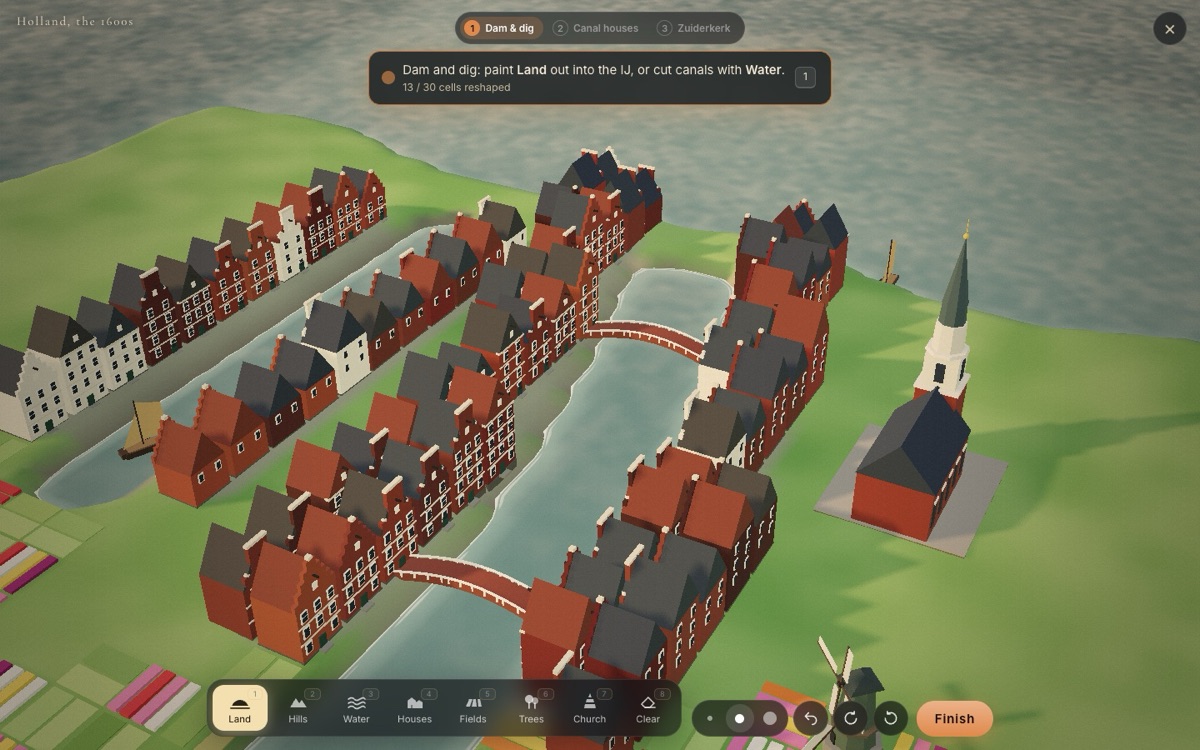 Holland, the 1600s
1 Dam & dig 2 Canal houses 3 Zuiderkerk
Dam and dig: paint Land out into the IJ, or cut canals with Water. 1
13 / 30 cells reshaped
1 2 3 4 5 6 7 8
Land Hills Water Houses Fields Trees Church Clear
Finish